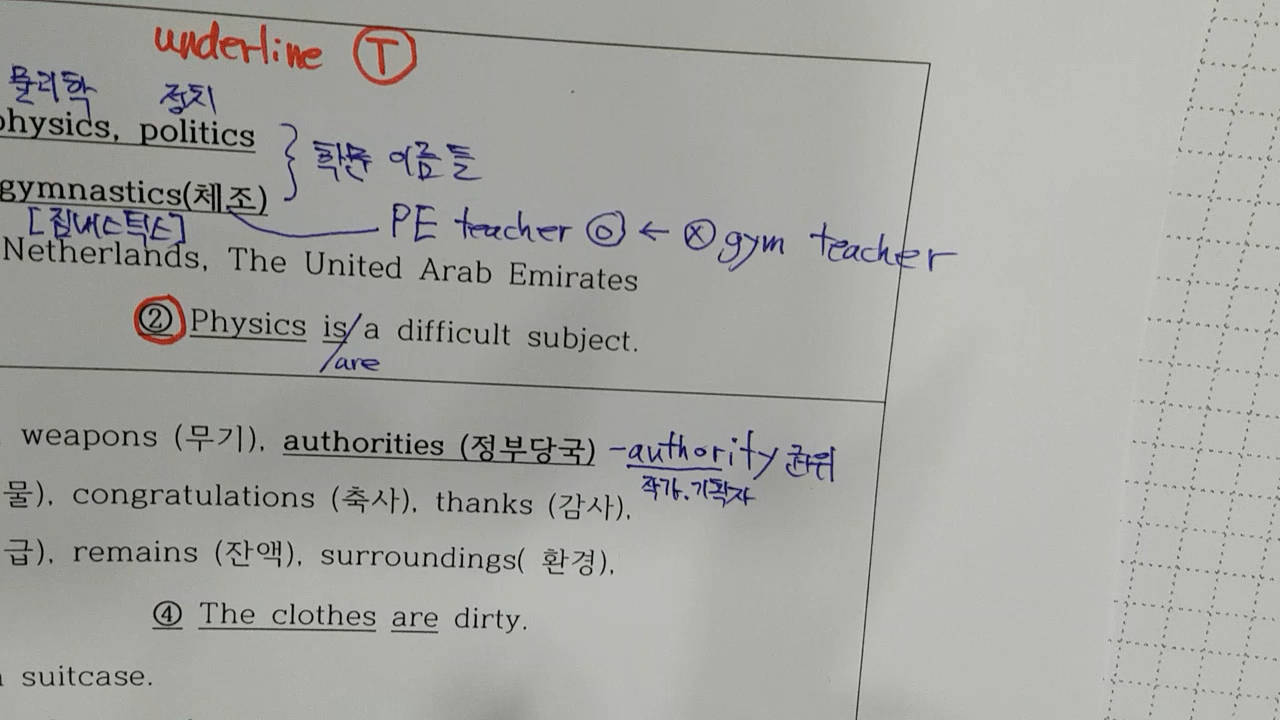 underline Ⓣ
물리학 정치
physics, politics
학문 이름들
gymnastics(체조)
[짐내스틱스]
PE teacher ◎ ← ⓧ gym teacher
Netherlands, The United Arab Emirates
② Physics is/a difficult subject.
/are
weapons (무기), authorities (정부당국) -authority 권위
작가.기획자
물), congratulations (축사), thanks (감사),
급), remains (잔액), surroundings( 환경),
④ The clothes are dirty.
suitcase.